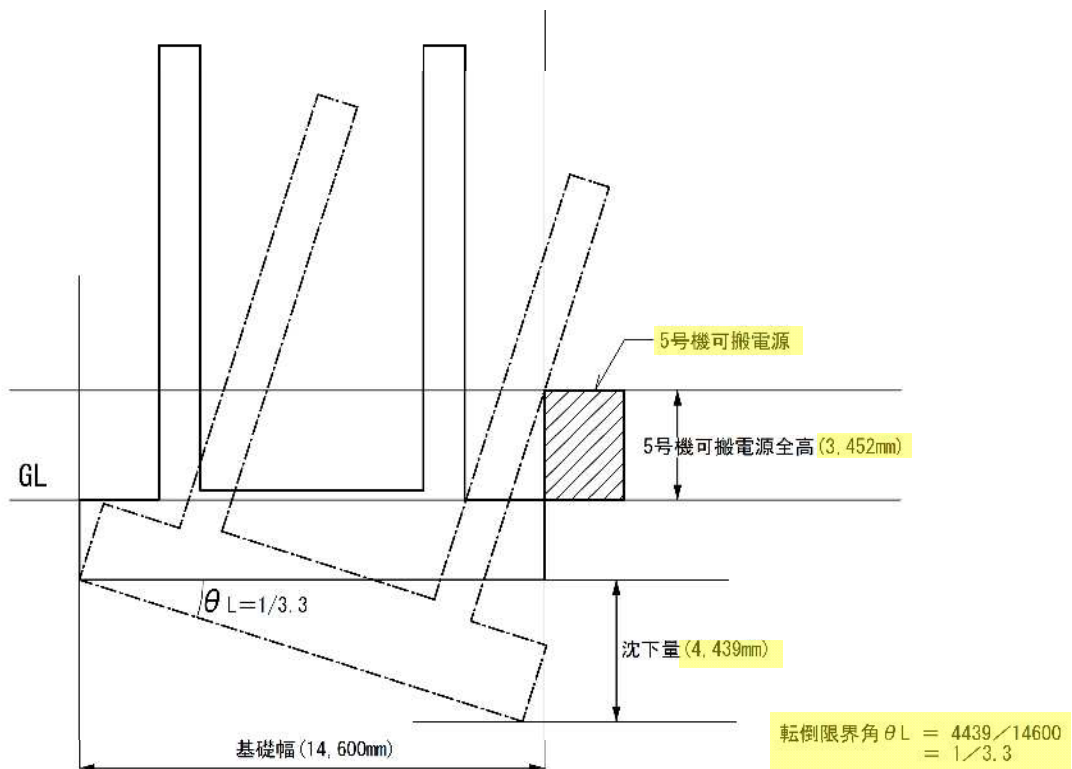 5号機可搬電源
5号機可搬電源全高(3,452mm)
GL
θL=1/3.3
沈下量(4,439mm)
基礎幅(14,600mm)
転倒限界角θL = 4439/14600
= 1/3.3